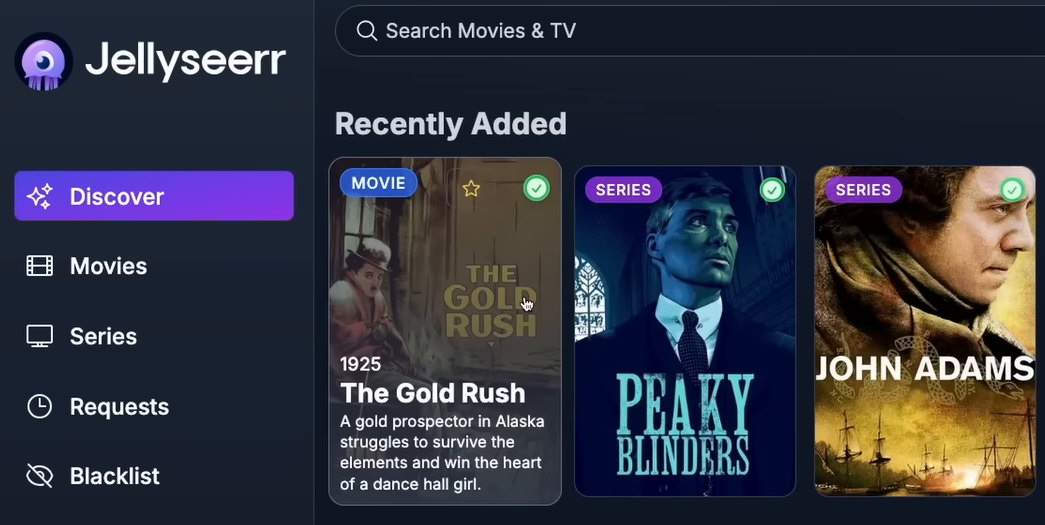 Jellyseerr
Search Movies & TV
Discover
Movies
Series
Requests
Blacklist
Recently Added
MOVIE
THE
GOLD
RUSH
1925
The Gold Rush
A gold prospector in Alaska
struggles to survive the
elements and win the heart
of a dance hall girl.
SERIES
PEAKY
BLINDERS
SERIES
JOHN ADAMS